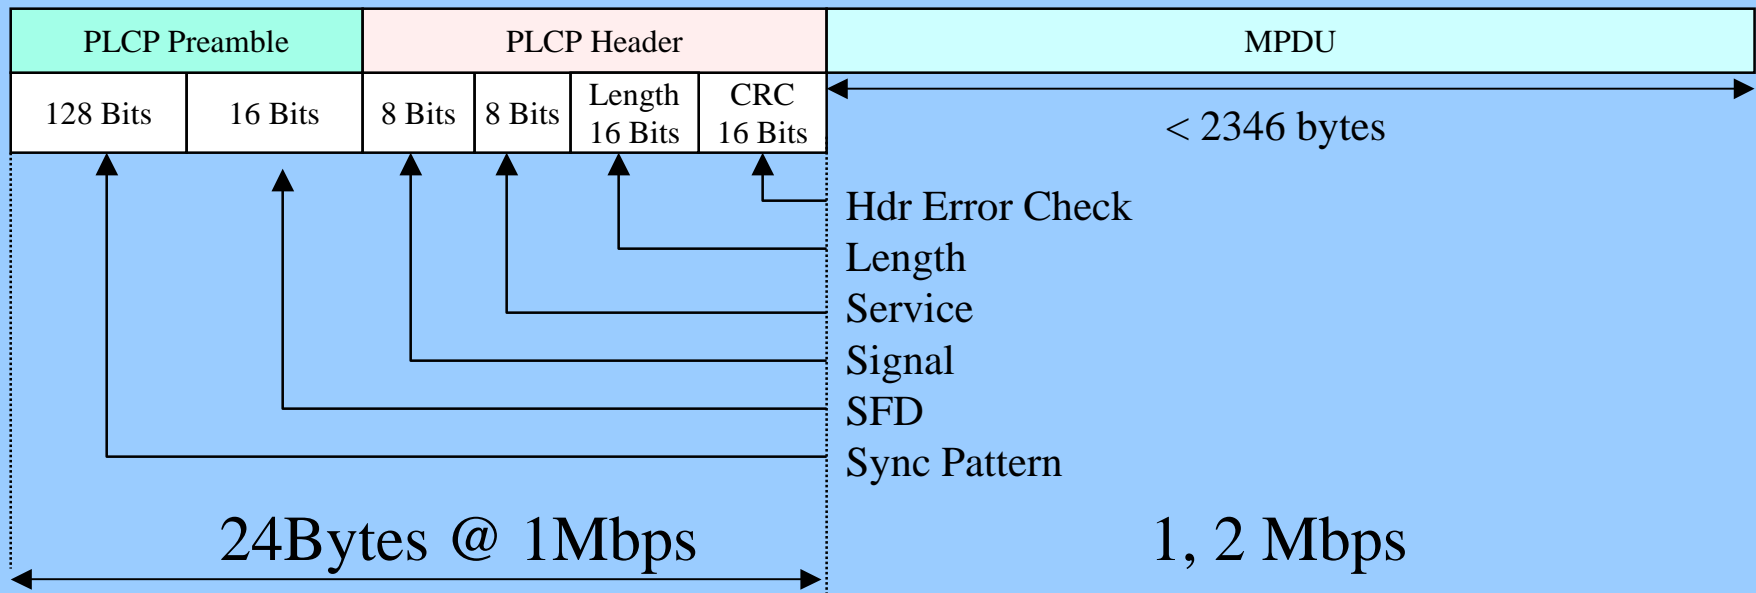 PLCP Preamble
PLCP Header
MPDU
128 Bits
16 Bits
8 Bits
8 Bits
Length
16 Bits
CRC
16 Bits
< 2346 bytes
Hdr Error Check
Length
Service
Signal
SFD
Sync Pattern
24Bytes @ 1Mbps
1, 2 Mbps